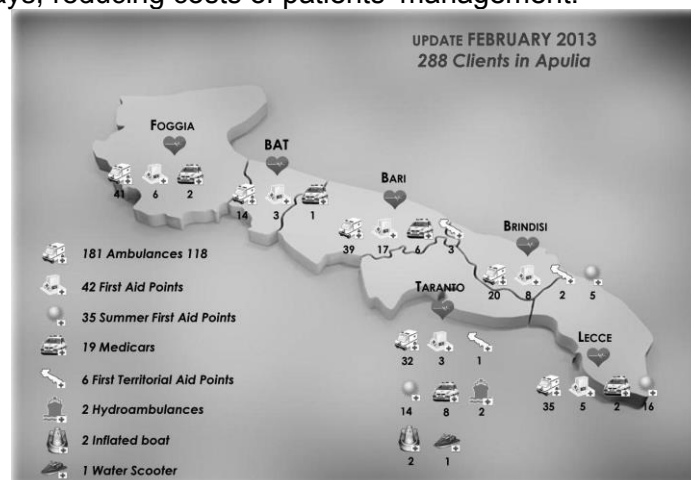 ays, reducing costs of patients' management.
UPDATE FEBRUARY 2013
288 Clients in Apulia
FOGGIA
41 6 2
BAT
14 3 1
BARI
39 17 6 3
BRINDISI
20 8 2 5
TARANTO
32 3 1
14 8 2
2 1
LECCE
35 5 2 16
181 Ambulances 118
42 First Aid Points
35 Summer First Aid Points
19 Medicars
6 First Territorial Aid Points
2 Hydroambulances
2 Inflated boat
1 Water Scooter